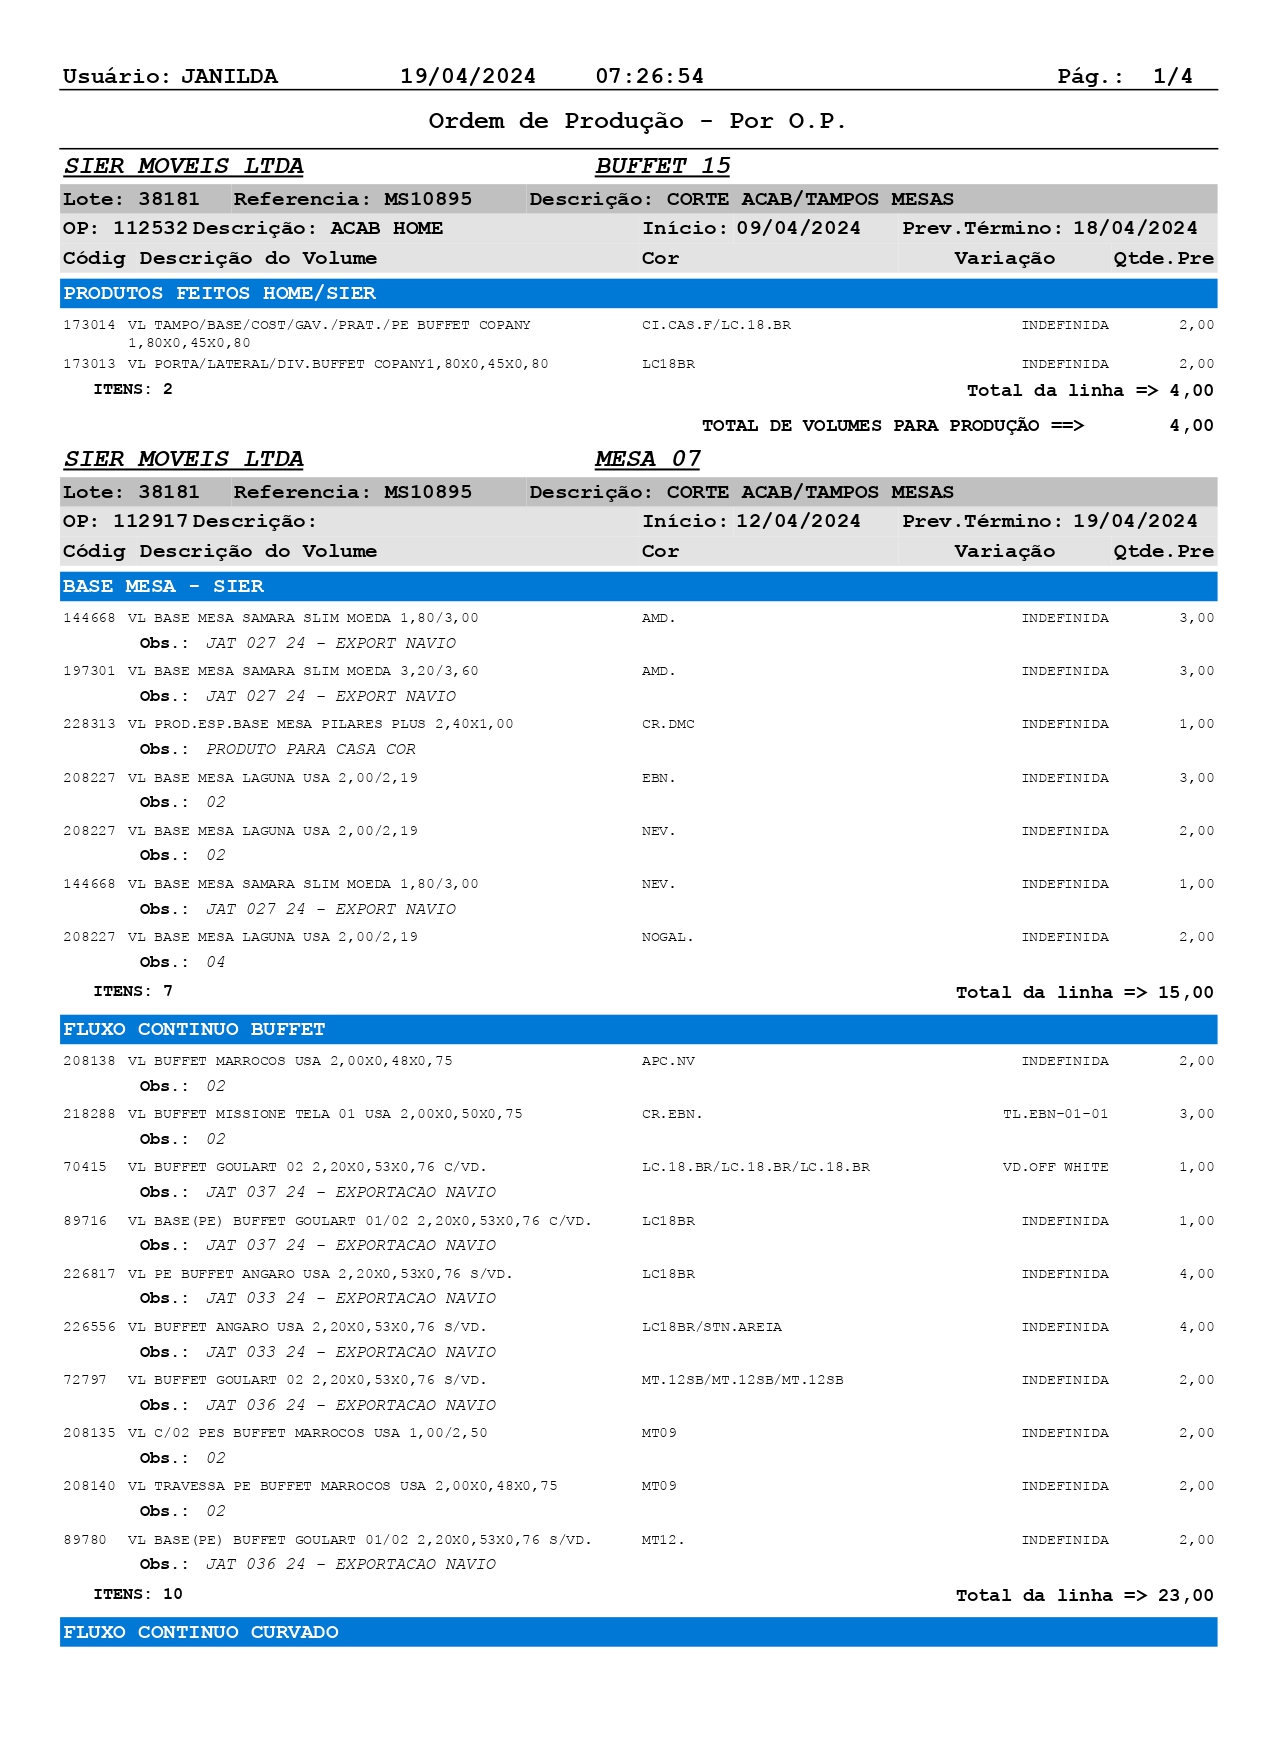 Usuário: JANILDA 19/04/2024 07:26:54 Pág.: 1/4
Ordem de Produção - Por O.P.
SIER MOVEIS LTDA BUFFET 15
Lote: 38181 Referencia: MS10895 Descrição: CORTE ACAB/TAMPOS MESAS
OP: 112532 Descrição: ACAB HOME Início: 09/04/2024 Prev.Término: 18/04/2024
Códig Descrição do Volume Cor Variação Qtde.Pre
PRODUTOS FEITOS HOME/SIER
173014 VL TAMPO/BASE/COST/GAV./PRAT./PE BUFFET COPANY CI.CAS.F/LC.18.BR INDEFINIDA 2,00
1,80X0,45X0,80
173013 VL PORTA/LATERAL/DIV.BUFFET COPANY1,80X0,45X0,80 LC18BR INDEFINIDA 2,00
ITENS: 2 Total da linha => 4,00
TOTAL DE VOLUMES PARA PRODUÇÃO ==> 4,00
SIER MOVEIS LTDA MESA 07
Lote: 38181 Referencia: MS10895 Descrição: CORTE ACAB/TAMPOS MESAS
OP: 112917 Descrição: Início: 12/04/2024 Prev.Término: 19/04/2024
Códig Descrição do Volume Cor Variação Qtde.Pre
BASE MESA - SIER
144668 VL BASE MESA SAMARA SLIM MOEDA 1,80/3,00 AMD. INDEFINIDA 3,00
Obs.: JAT 027 24 - EXPORT NAVIO
197301 VL BASE MESA SAMARA SLIM MOEDA 3,20/3,60 AMD. INDEFINIDA 3,00
Obs.: JAT 027 24 - EXPORT NAVIO
228313 VL PROD.ESP.BASE MESA PILARES PLUS 2,40X1,00 CR.DMC INDEFINIDA 1,00
Obs.: PRODUTO PARA CASA COR
208227 VL BASE MESA LAGUNA USA 2,00/2,19 EBN. INDEFINIDA 3,00
Obs.: 02
208227 VL BASE MESA LAGUNA USA 2,00/2,19 NEV. INDEFINIDA 2,00
Obs.: 02
144668 VL BASE MESA SAMARA SLIM MOEDA 1,80/3,00 NEV. INDEFINIDA 1,00
Obs.: JAT 027 24 - EXPORT NAVIO
208227 VL BASE MESA LAGUNA USA 2,00/2,19 NOGAL. INDEFINIDA 2,00
Obs.: 04
ITENS: 7 Total da linha => 15,00
FLUXO CONTINUO BUFFET
208138 VL BUFFET MARROCOS USA 2,00X0,48X0,75 APC.NV INDEFINIDA 2,00
Obs.: 02
218288 VL BUFFET MISSIONE TELA 01 USA 2,00X0,50X0,75 CR.EBN. TL.EBN-01-01 3,00
Obs.: 02
70415 VL BUFFET GOULART 02 2,20X0,53X0,76 C/VD. LC.18.BR/LC.18.BR/LC.18.BR VD.OFF WHITE 1,00
Obs.: JAT 037 24 - EXPORTACAO NAVIO
89716 VL BASE(PE) BUFFET GOULART 01/02 2,20X0,53X0,76 C/VD. LC18BR INDEFINIDA 1,00
Obs.: JAT 037 24 - EXPORTACAO NAVIO
226817 VL PE BUFFET ANGARO USA 2,20X0,53X0,76 S/VD. LC18BR INDEFINIDA 4,00
Obs.: JAT 033 24 - EXPORTACAO NAVIO
226556 VL BUFFET ANGARO USA 2,20X0,53X0,76 S/VD. LC18BR/STN.AREIA INDEFINIDA 4,00
Obs.: JAT 033 24 - EXPORTACAO NAVIO
72797 VL BUFFET GOULART 02 2,20X0,53X0,76 S/VD. MT.12SB/MT.12SB/MT.12SB INDEFINIDA 2,00
Obs.: JAT 036 24 - EXPORTACAO NAVIO
208135 VL C/02 PES BUFFET MARROCOS USA 1,00/2,50 MT09 INDEFINIDA 2,00
Obs.: 02
208140 VL TRAVESSA PE BUFFET MARROCOS USA 2,00X0,48X0,75 MT09 INDEFINIDA 2,00
Obs.: 02
89780 VL BASE(PE) BUFFET GOULART 01/02 2,20X0,53X0,76 S/VD. MT12. INDEFINIDA 2,00
Obs.: JAT 036 24 - EXPORTACAO NAVIO
ITENS: 10 Total da linha => 23,00
FLUXO CONTINUO CURVADO